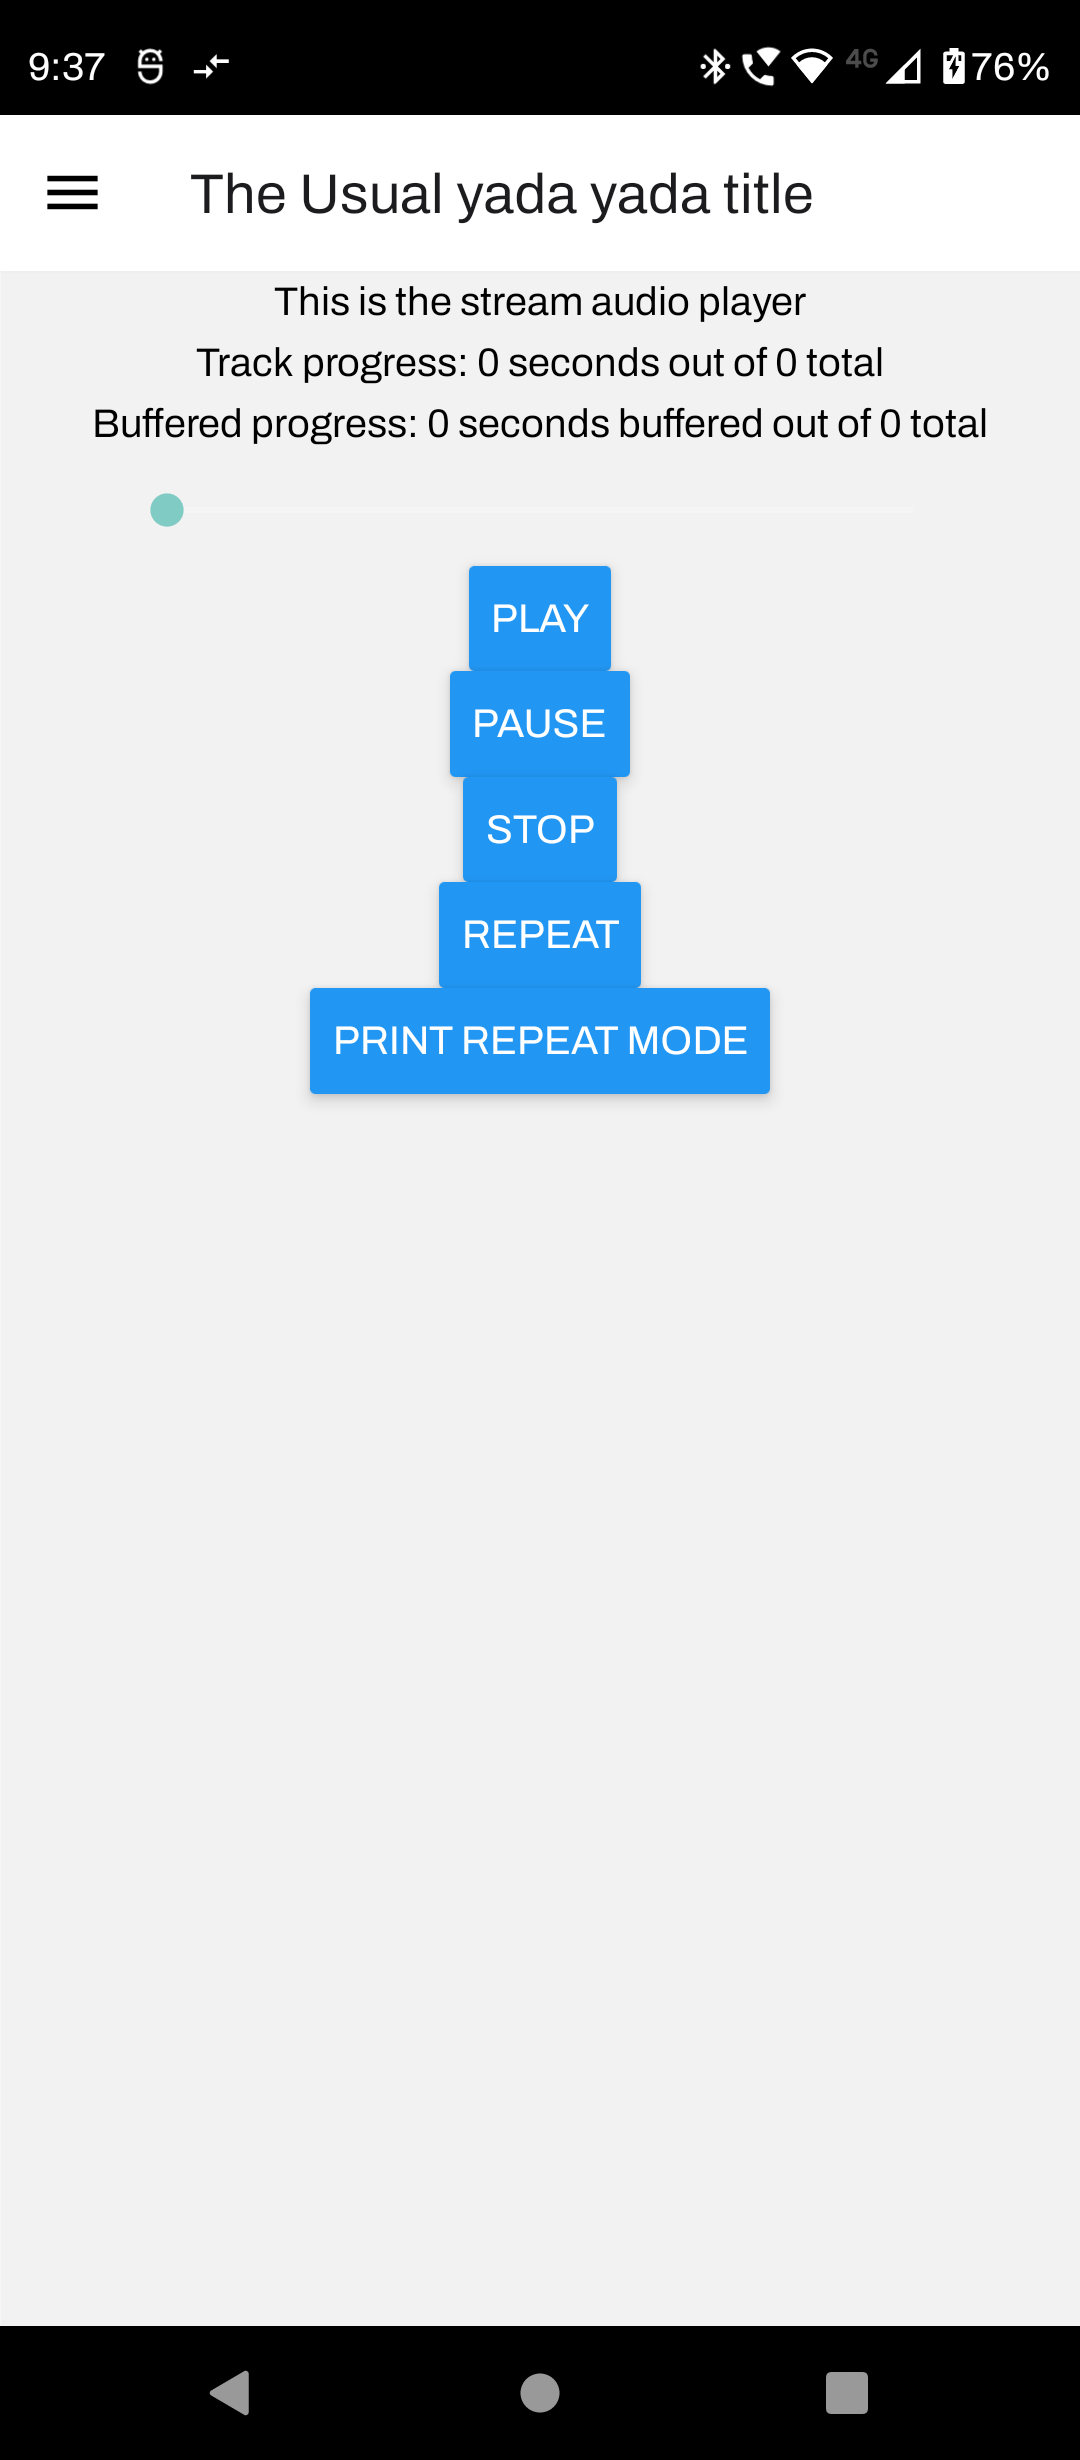 9:37 4G 76%
The Usual yada yada title
This is the stream audio player
Track progress: 0 seconds out of 0 total
Buffered progress: 0 seconds buffered out of 0 total
PLAY
PAUSE
STOP
REPEAT
PRINT REPEAT MODE